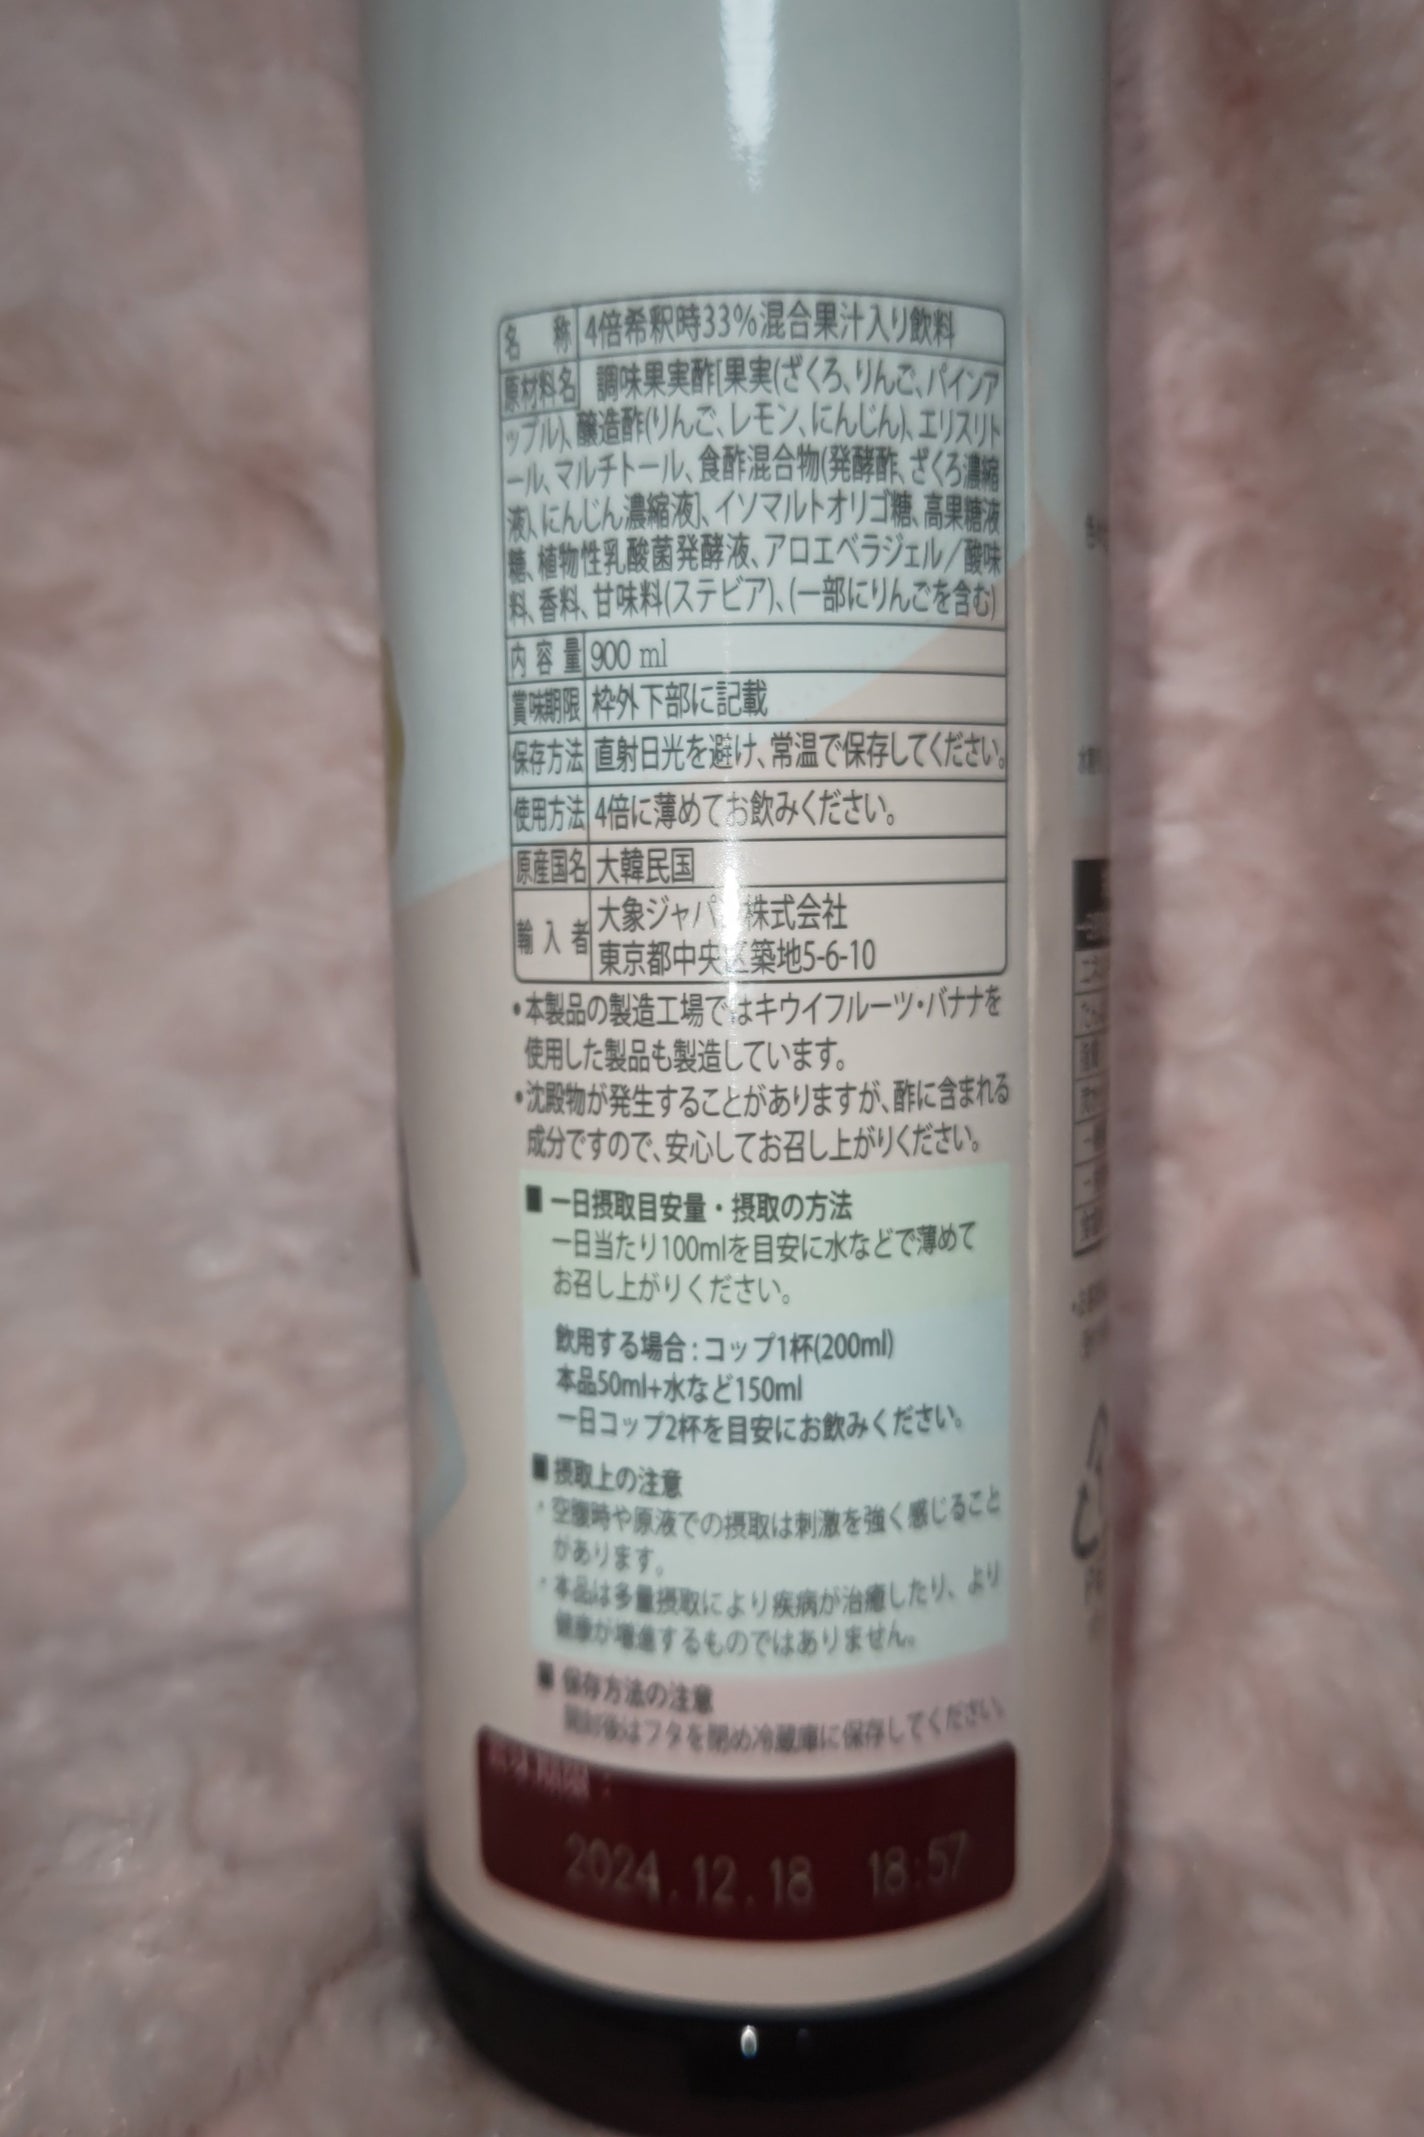 名 称 4倍希釈時33%混合果汁入り飲料
原材料名 調味果実酢[果実(ざくろ、りんご、パインア
ップル)、醸造酢(りんご、レモン、にんじん)、エリスリト
ール、マルチトール、食酢混合物(発酵酢、ざくろ濃縮
液)、にんじん濃縮液]、イソマルトオリゴ糖、高果糖液
糖、植物性乳酸菌発酵液、アロエベラジェル/酸味
料、香料、甘味料(ステビア)、(一部にりんごを含む)
内容量 900 ml
賞味期限 枠外下部に記載
保存方法 直射日光を避け、常温で保存してください。
使用方法 4倍に薄めてお飲みください。
原産国名 大韓民国
輸入者 大象ジャパン株式会社
東京都中央区築地5-6-10
•本製品の製造工場ではキウイフルーツ・バナナを
使用した製品も製造しています。
•沈殿物が発生することがありますが、酢に含まれる
成分ですので、安心してお召し上がりください。
■ 一日摂取目安量・摂取の方法
一日当たり100mlを目安に水などで薄めて
お召し上がりください。
飲用する場合:コップ1杯(200ml)
本品50ml+水など150ml
一日コップ2杯を目安にお飲みください。
■ 摂取上の注意
・空腹時や原液での摂取は刺激を強く感じること
があります。
・本品は多量摂取により疾病が治癒したり、より
健康が増進するものではありません。
■ 保存方法の注意
開封後はフタを閉め冷蔵庫に保存してください。
賞味期限:
2024.12.18 18:57